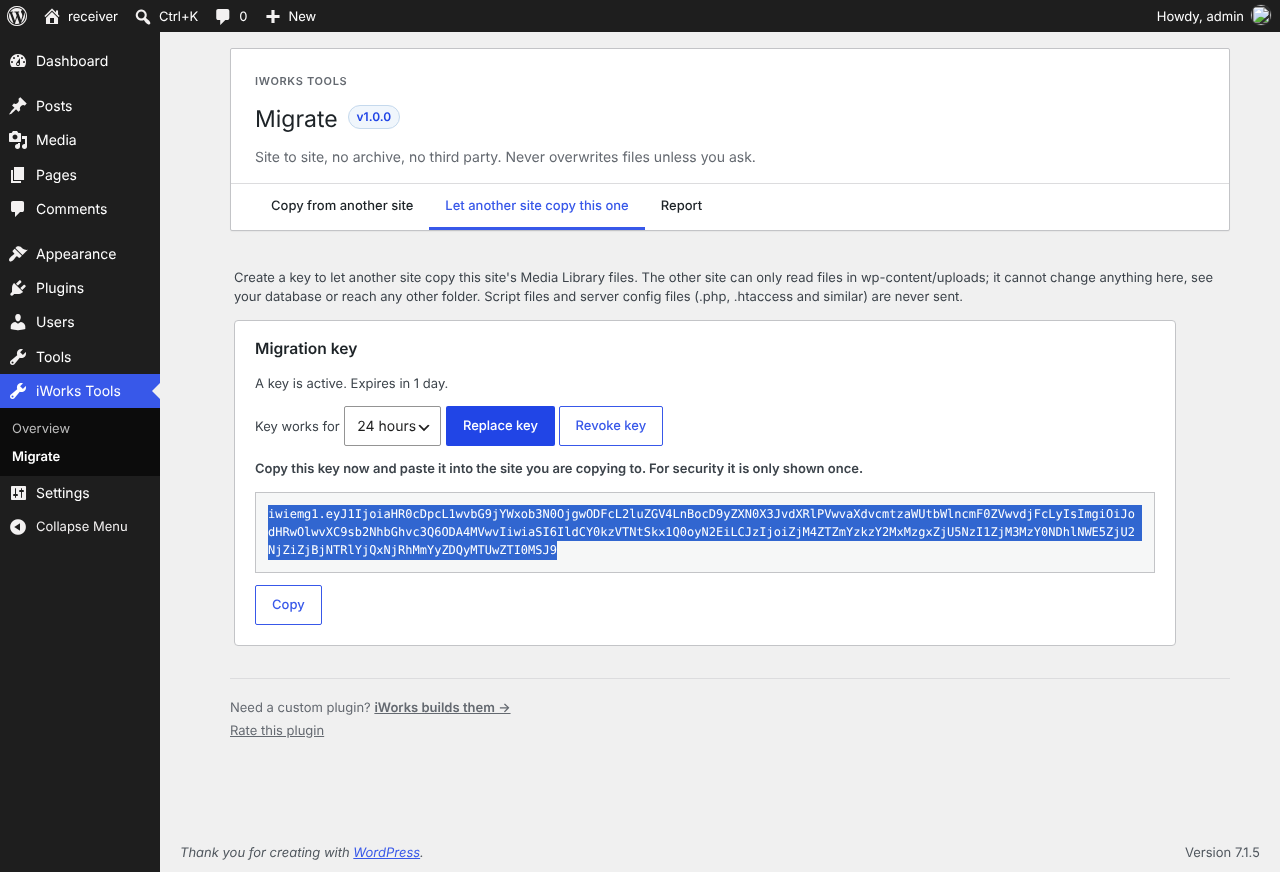 receiver
Ctrl+K
0
New
Howdy, admin
Dashboard
Posts
Media
Pages
Comments
Appearance
Plugins
Users
Tools
iWorks Tools
Overview
Migrate
Settings
Collapse Menu
IWORKS TOOLS
Migrate v1.0.0
Site to site, no archive, no third party. Never overwrites files unless you ask.
Copy from another site
Let another site copy this one
Report
Create a key to let another site copy this site's Media Library files. The other site can only read files in wp-content/uploads; it cannot change anything here, see
your database or reach any other folder. Script files and server config files (.php, .htaccess and similar) are never sent.
Migration key
A key is active. Expires in 1 day.
Key works for 24 hours Replace key Revoke key
Copy this key now and paste it into the site you are copying to. For security it is only shown once.
iwiemg1.eyJ1IjoiaHR0cDpcL1wvbG9jYWxob3N0OjgwODFcL2luZGV4LnBocD9yZXN0X3JvdXRlPVwvaXdvcmtzaWUtbWlncmF0ZVwvdjFcLyIsImgiOiJo
dHRwOlwvXC9sb2NhbGhvc3Q6ODA4MVwvIiwiaSI6IldCY0kzVTNtSkx1Q0oyN2EiLCJzIjoiZjM4ZTZmYzkzY2MxMzgxZjU5NzI1ZjM3MzY0NDhlNWE5ZjU2
NjZiZjBjNTRlYjQxNjRhMmYyZDQyMTUwZTI0MSJ9
Copy
Need a custom plugin? iWorks builds them →
Rate this plugin
Thank you for creating with WordPress.
Version 7.1.5